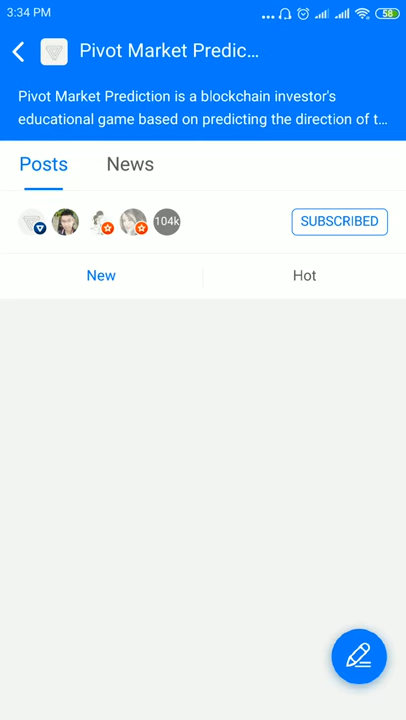 3:34 PM
58
Pivot Market Predic...
Pivot Market Prediction is a blockchain investor's
educational game based on predicting the direction of t...
Posts News
104k
SUBSCRIBED
New Hot